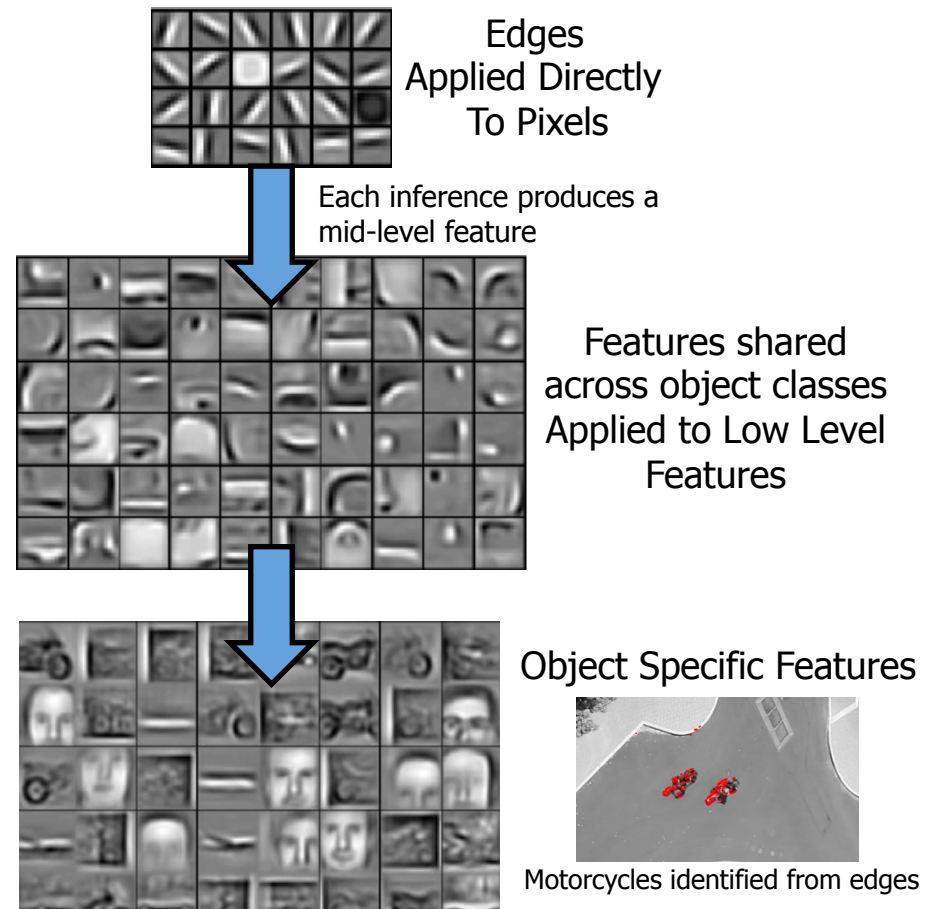 Edges
Applied Directly
To Pixels
Each inference produces a
mid-level feature
Features shared
across object classes
Applied to Low Level
Features
Object Specific Features
Motorcycles identified from edges